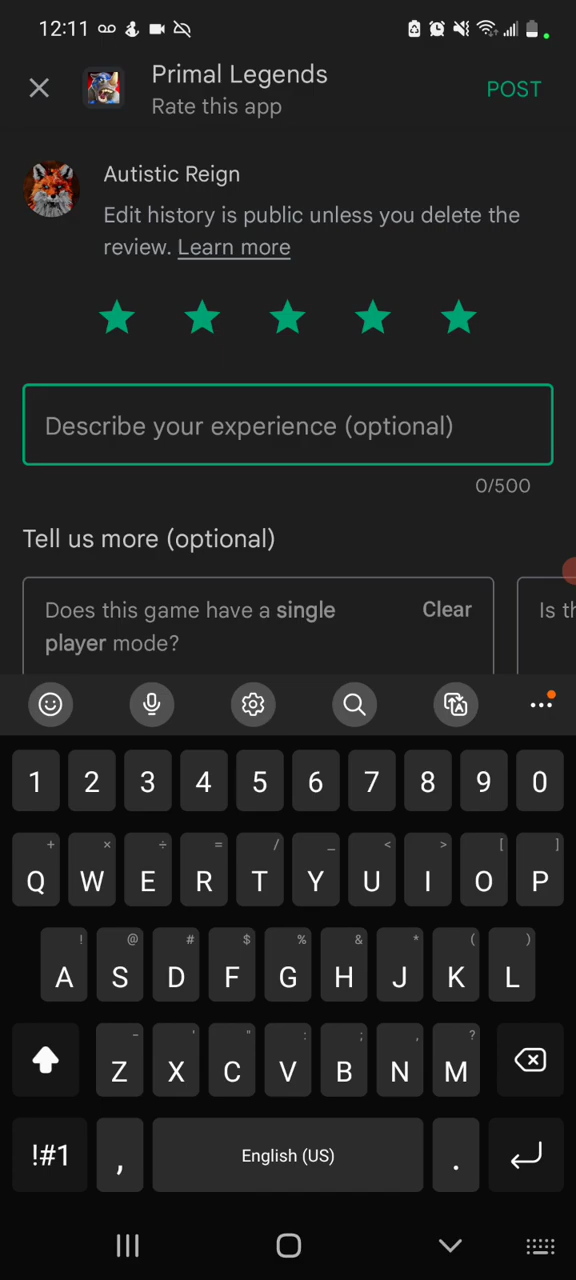 12:11
Primal Legends
Rate this app
POST
Autistic Reign
Edit history is public unless you delete the
review. Learn more
Describe your experience (optional)
0/500
Tell us more (optional)
Does this game have a single
player mode?
Clear
Is th
1 2 3 4 5 6 7 8 9 0
+ × ÷ = / _ < > [ ]
Q W E R T Y U I O P
! @ # $ % & * ( )
A S D F G H J K L
- ' " : ; , ?
Z X C V B N M
!#1 , English (US) .